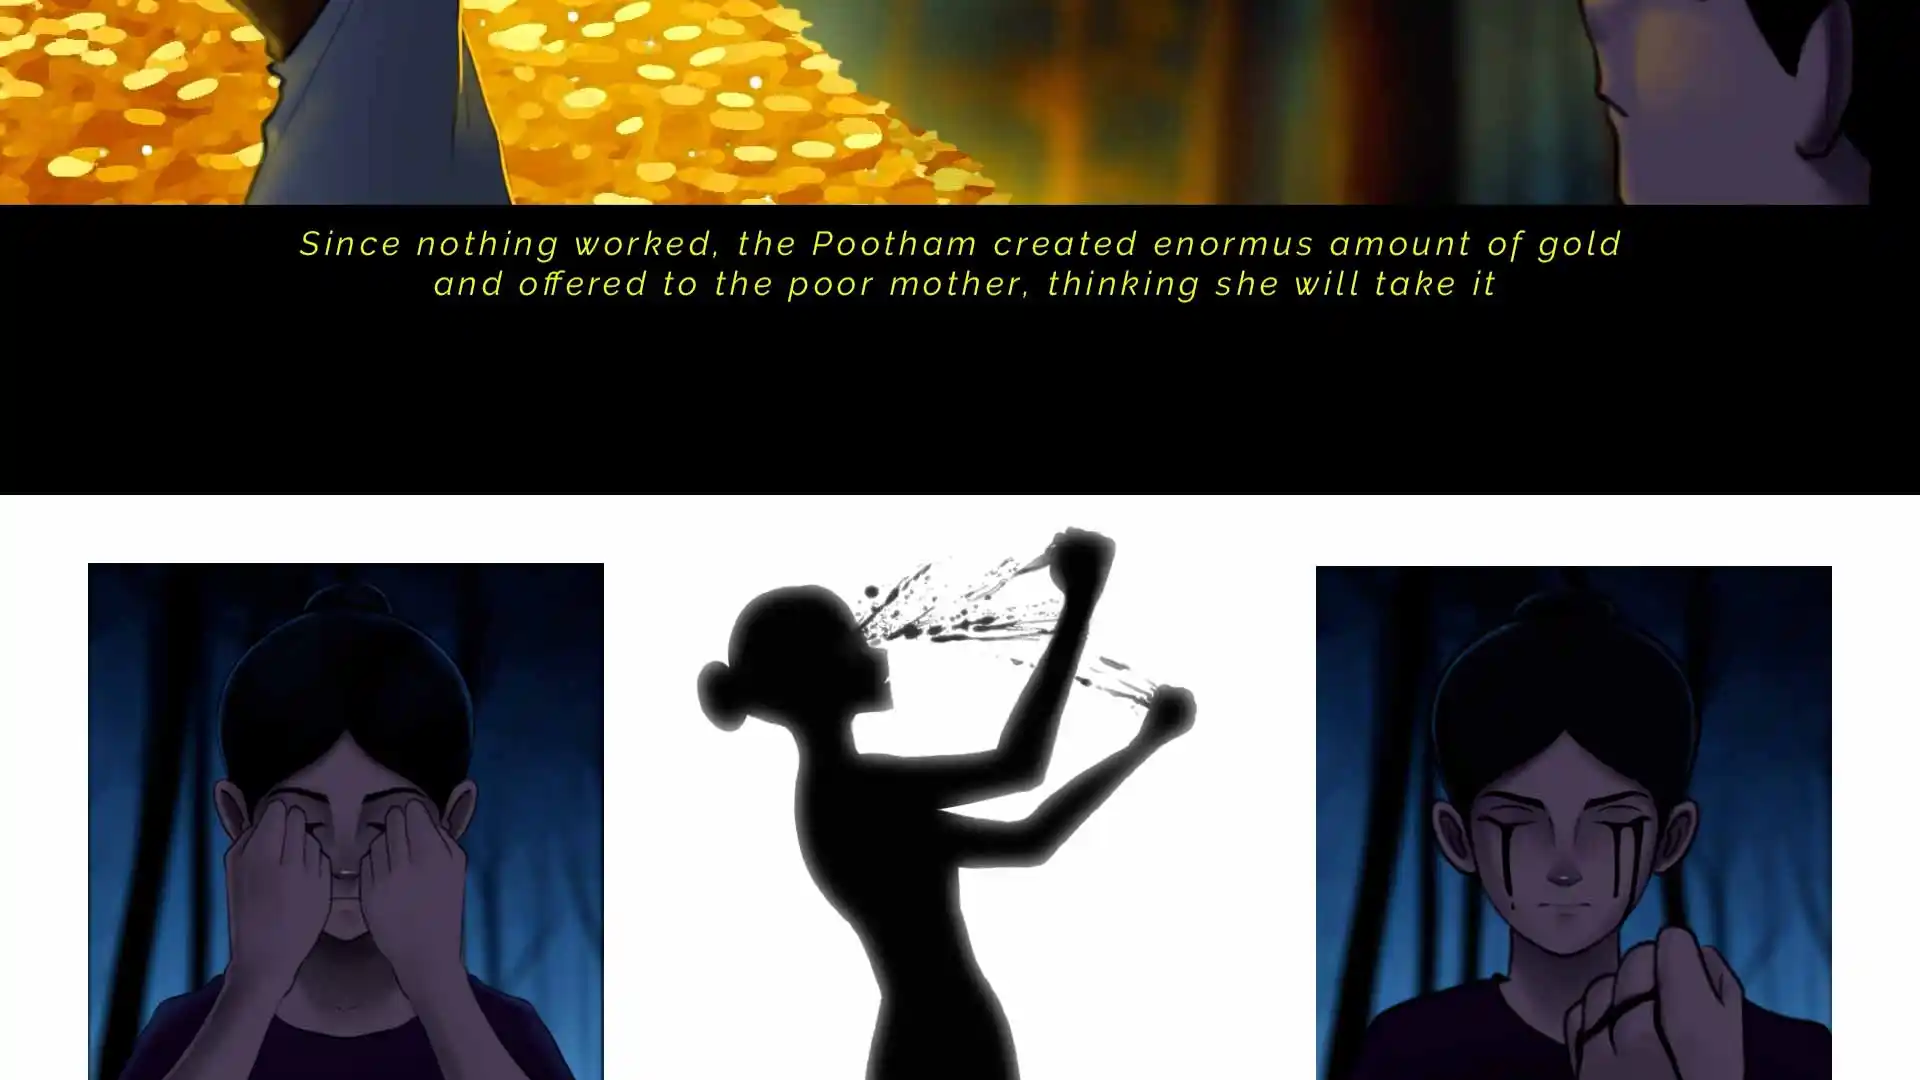 Since nothing worked, the Pootham created enormus amount of gold
and offered to the poor mother, thinking she will take it